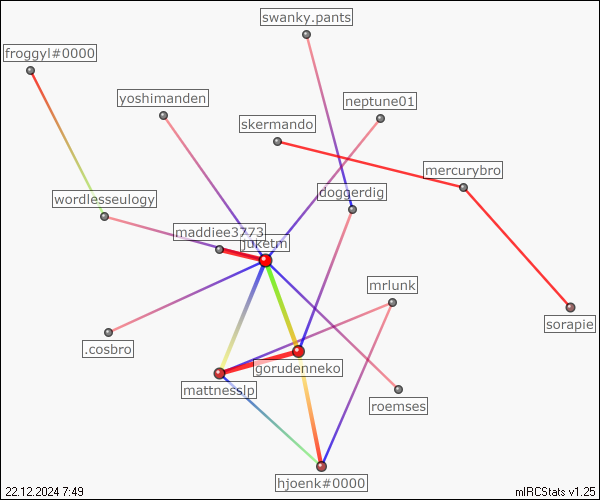 swanky.pants
froggyl#0000
yoshimanden
neptune01
skermando
mercurybro
doggerdig
wordlesseulogy
maddiee3773
juketm
mrlunk
sorapie
.cosbro
gorudenneko
mattnesslp
roemses
hjoenk#0000
22.12.2024 7:49
mIRCStats v1.25